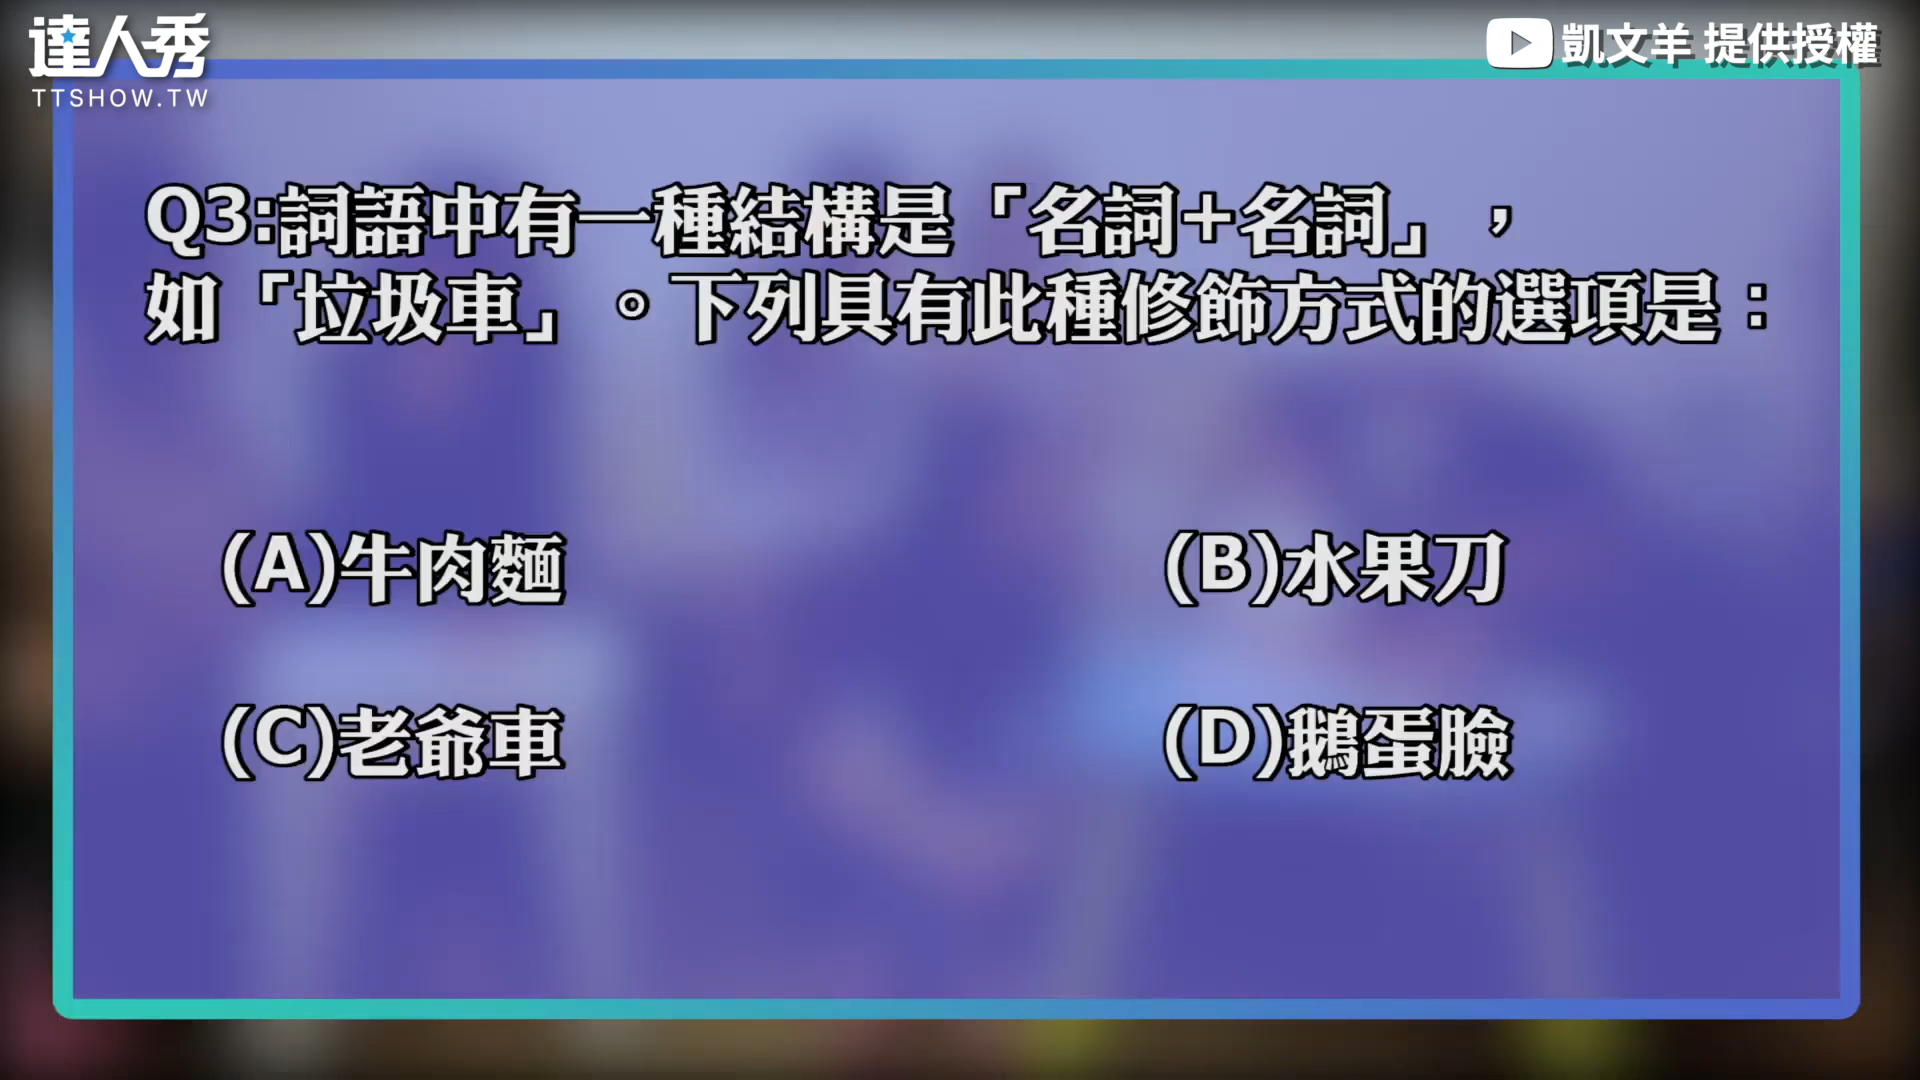 達人秀
TTSHOW.TW
凱文羊 提供授權
Q3:詞語中有一種結構是「名詞+名詞」，
如「垃圾車」。下列具有此種修飾方式的選項是：
(A)牛肉麵
(B)水果刀
(C)老爺車
(D)鵝蛋臉